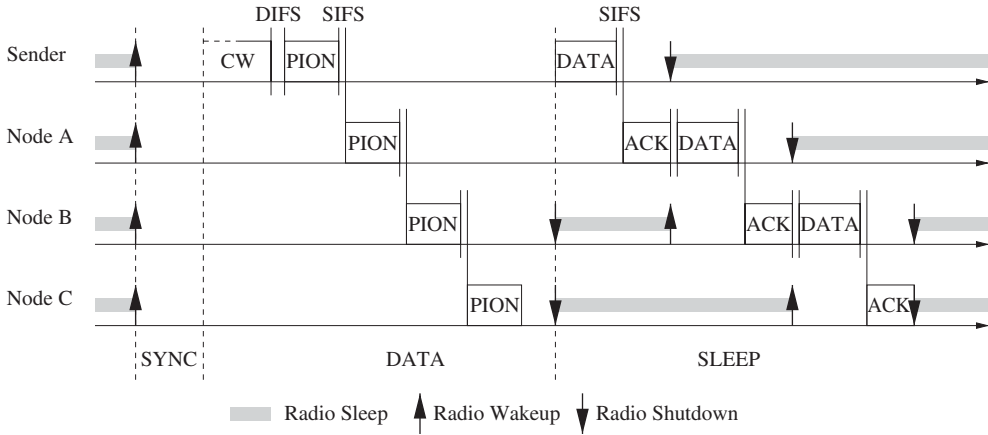 DIFS SIFS SIFS
Sender CW PION DATA
Node A PION ACK DATA
Node B PION ACK DATA
Node C PION ACK
SYNC DATA SLEEP
Radio Sleep Radio Wakeup Radio Shutdown